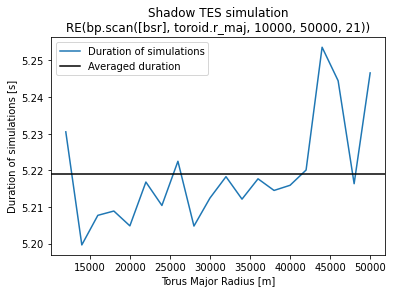 Shadow TES simulation
RE(bp.scan([bsr], toroid.r_maj, 10000, 50000, 21))
Duration of simulations
Averaged duration
Duration of simulations [s]
5.25
5.24
5.23
5.22
5.21
5.20
15000 20000 25000 30000 35000 40000 45000 50000
Torus Major Radius [m]